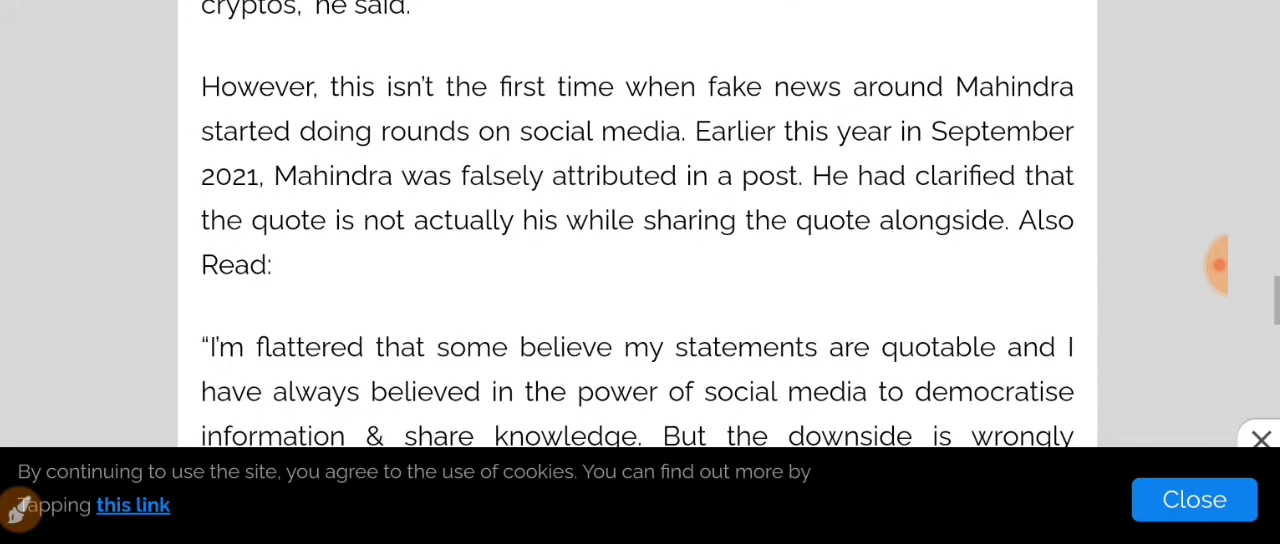 cryptos," he said.
However, this isn't the first time when fake news around Mahindra
started doing rounds on social media. Earlier this year in September
2021, Mahindra was falsely attributed in a post. He had clarified that
the quote is not actually his while sharing the quote alongside. Also
Read:
“I'm flattered that some believe my statements are quotable and I
have always believed in the power of social media to democratise
information & share knowledge. But the downside is wrongly
By continuing to use the site, you agree to the use of cookies. You can find out more by
Tapping this link
Close